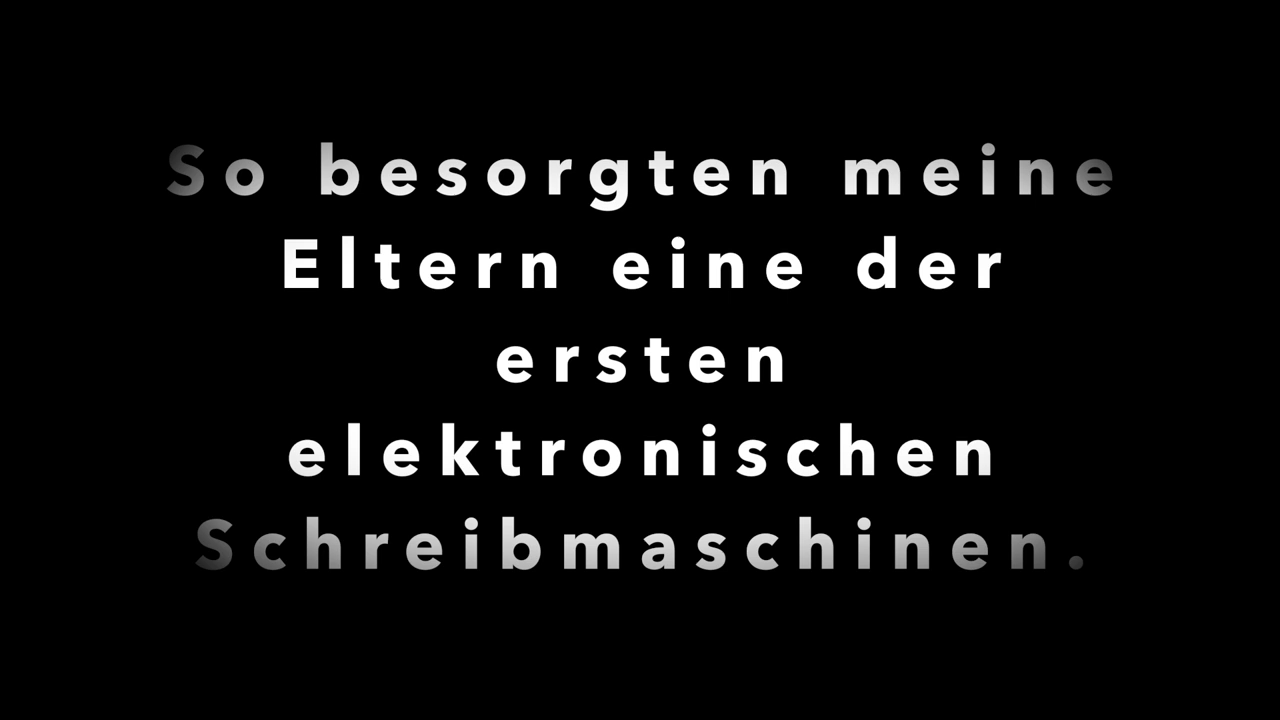 So besorgten meine
Eltern eine der
ersten
elektronischen
Schreibmaschinen.